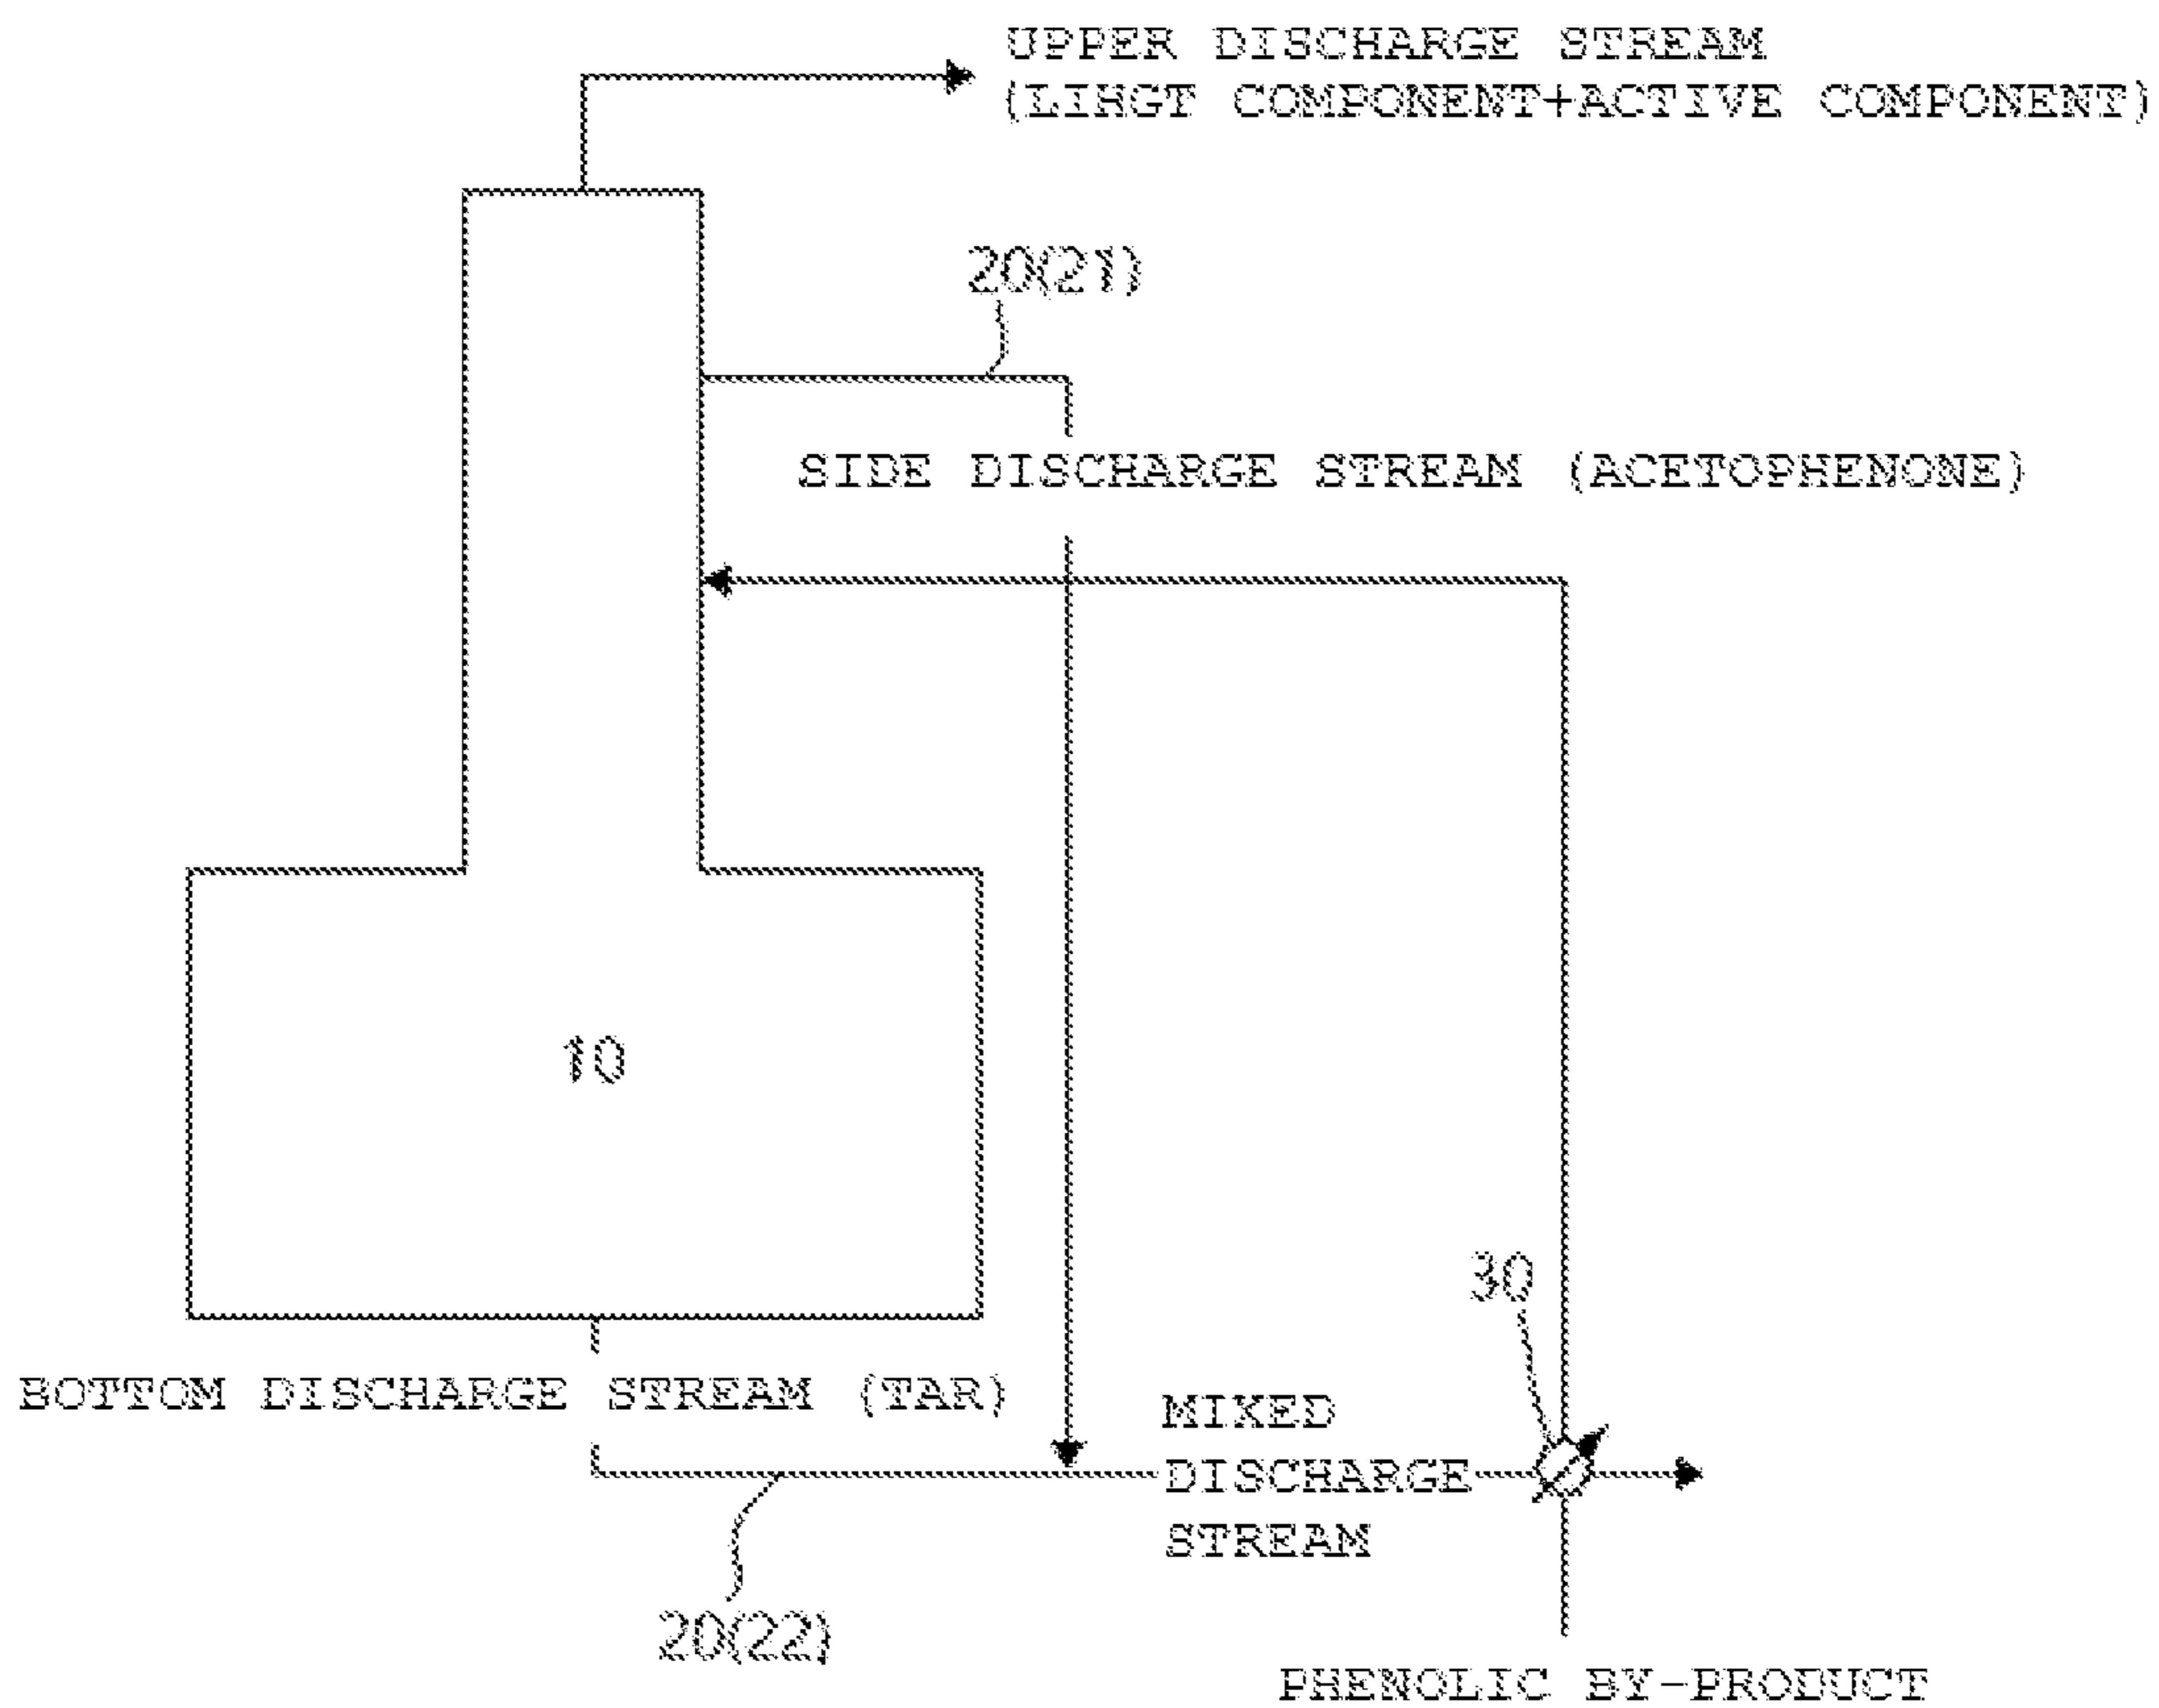 UPPER DISCHARGE STREAM
(LIHGT COMPONENT+ACTIVE COMPONENT)
20(21)
SIDE DISCHARGE STREAM (ACETOPHENONE)
10
30
BOTTOM DISCHARGE STREAM (TAR)
MIXED
DISCHARGE
STREAM
20(22)
PHENOLIC BY-PRODUCT